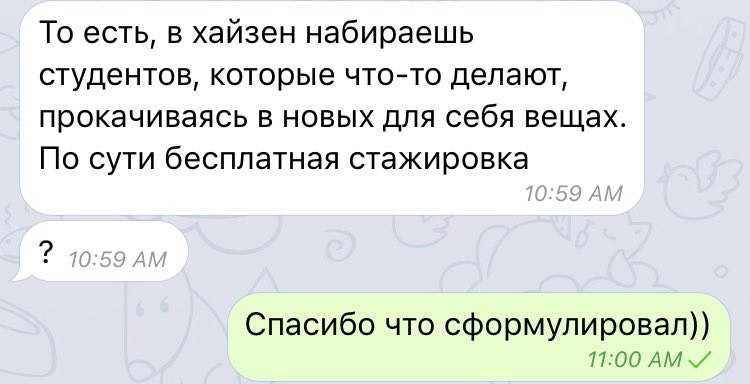 То есть, в хайзен набираешь
студентов, которые что-то делают,
прокачиваясь в новых для себя вещах.
По сути бесплатная стажировка
10:59 AM
? 10:59 AM
Спасибо что сформулировал))
11:00 AM